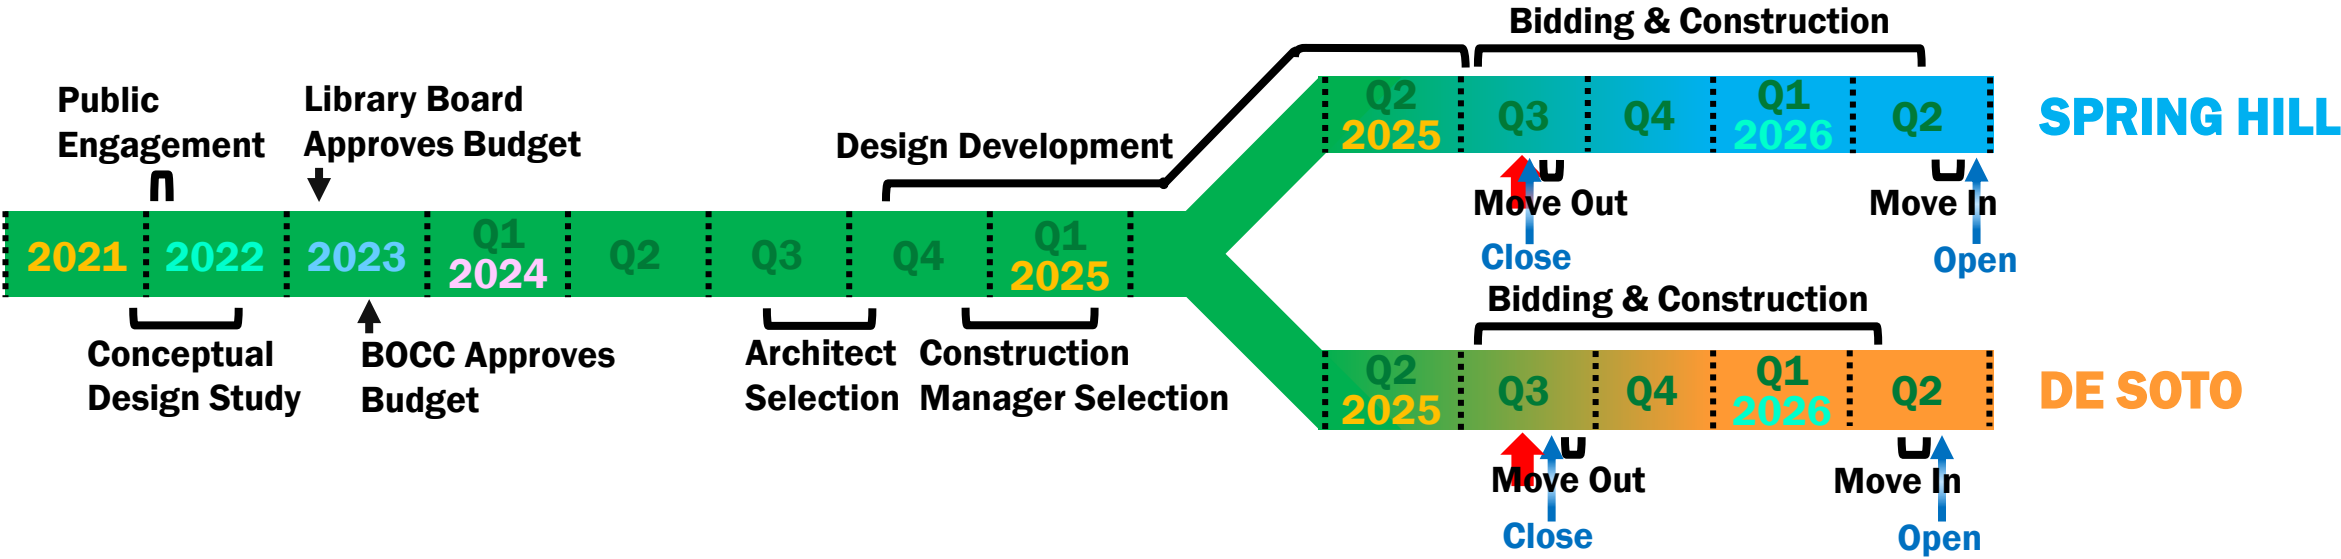 Bidding & Construction
Public
Engagement
Library Board
Approves Budget
Design Development
Q2
2025
Q3
Q4
Q1
2026
Q2
SPRING HILL
Move Out
Move In
Close
Open
2021
2022
2023
Q1
2024
Q2
Q3
Q4
Q1
2025
Conceptual
Design Study
BOCC Approves
Budget
Architect
Selection
Construction
Manager Selection
Bidding & Construction
Q2
2025
Q3
Q4
Q1
2026
Q2
DE SOTO
Move Out
Move In
Close
Open